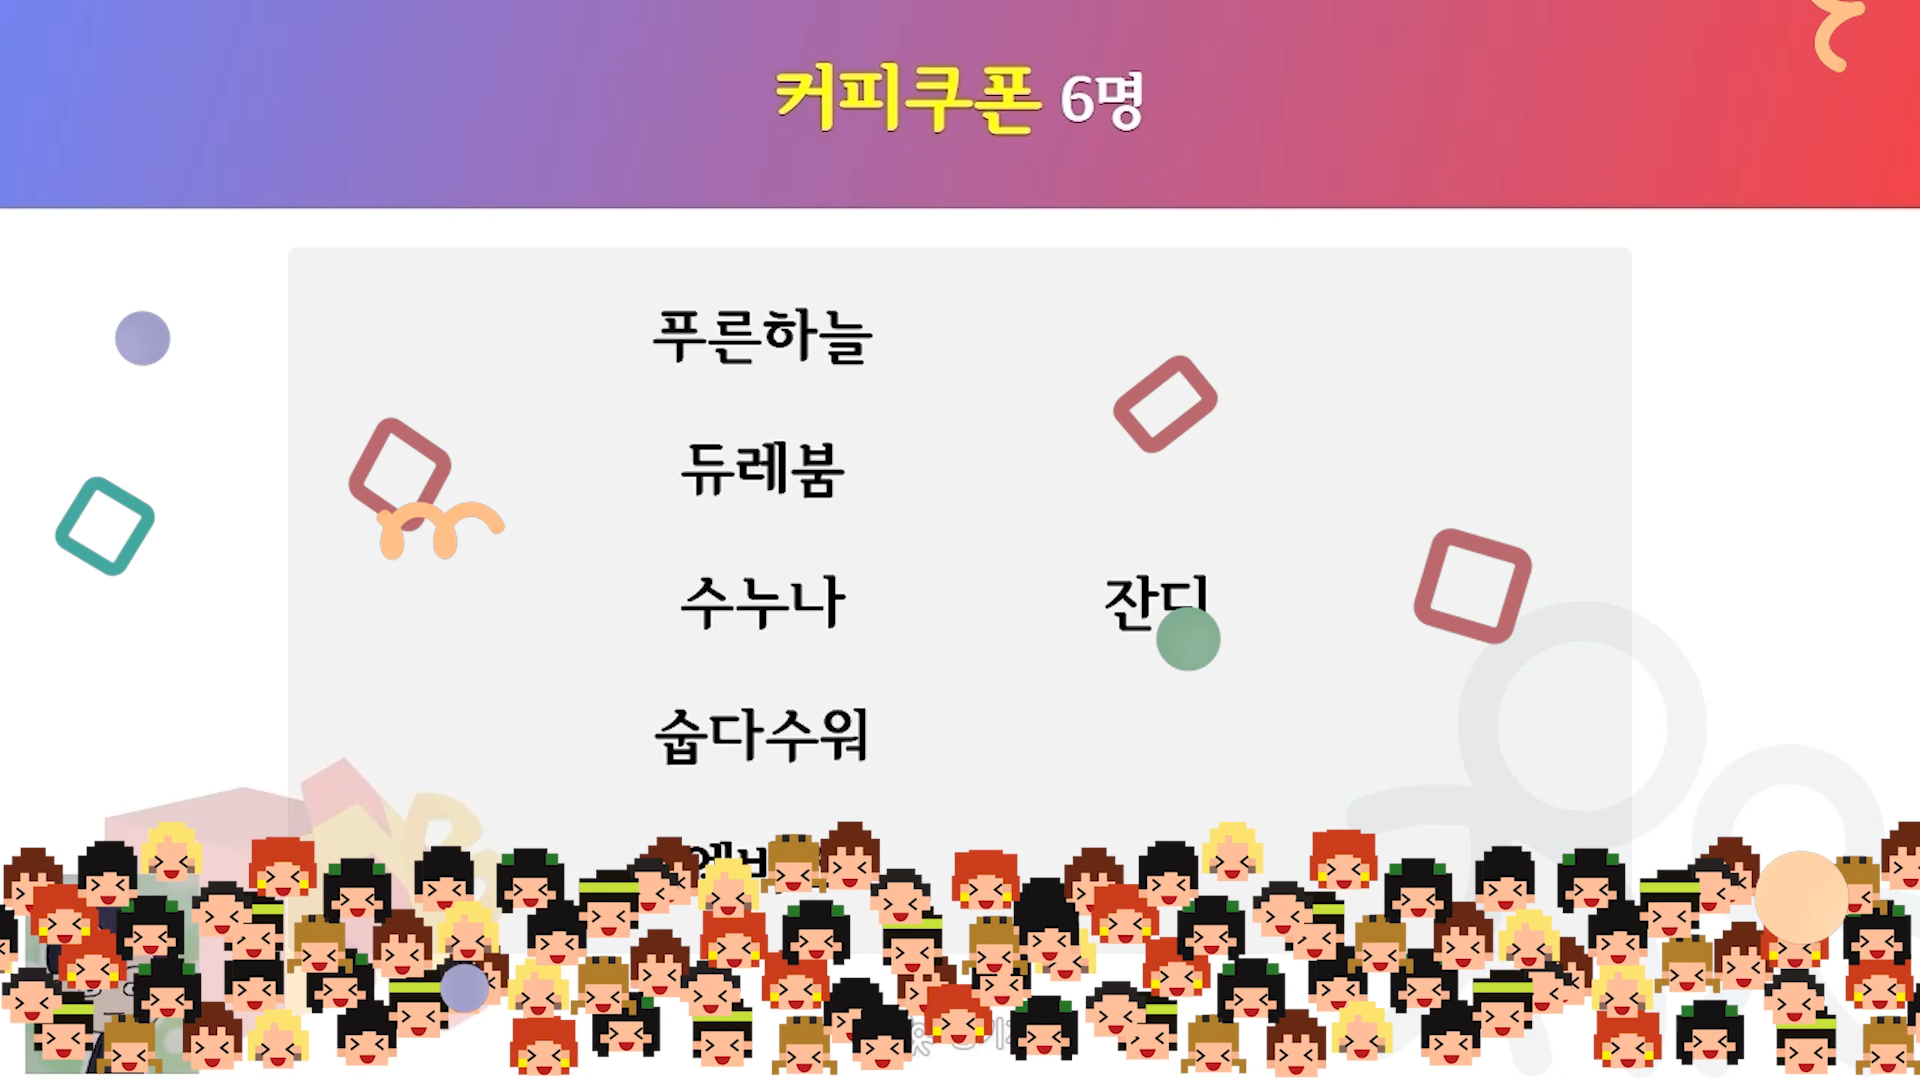 커피쿠폰 6명
푸른하늘
듀레붐
수누나
잔디
숩다수워